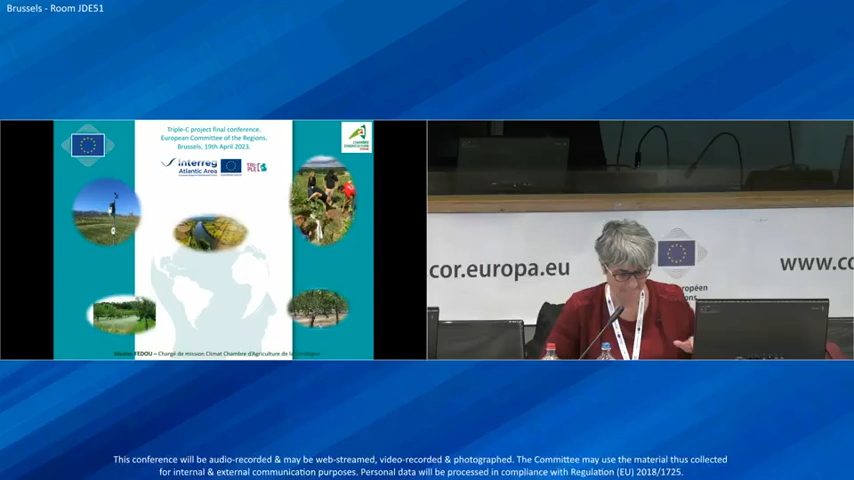 Brussels - Room JDE51
Triple-C project final conference.
European Committee of the Regions.
Brussels, 19th April 2023.
Interreg
Atlantic Area
FEDOU – Chargé de mission Climat Chambre d'Agriculture de la
cor.europa.eu
www.co
opéen
ions
This conference will be audio-recorded & may be web-streamed, video-recorded & photographed. The Committee may use the material thus collected
for internal & external communication purposes. Personal data will be processed in compliance with Regulation (EU) 2018/1725.